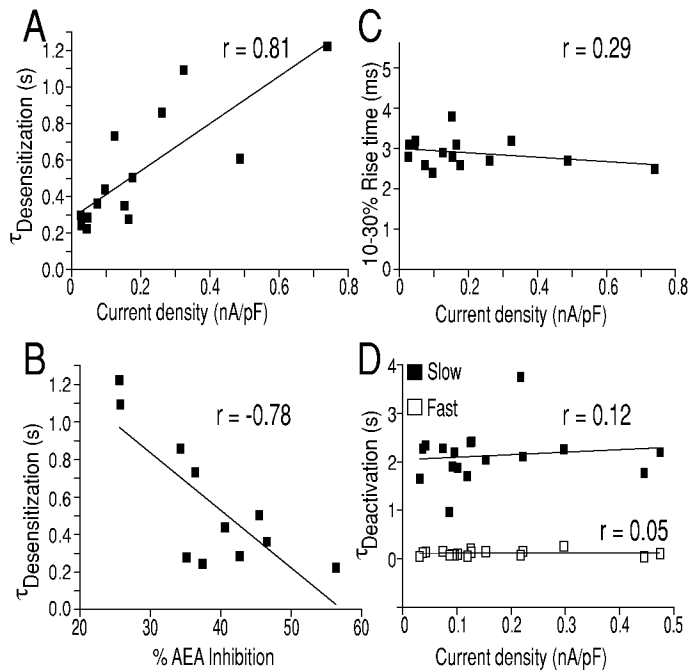 A
r = 0.81
τDesensitization (s)
1.2
1.0
0.8
0.6
0.4
0.2
0.0
0 0.2 0.4 0.6 0.8
Current density (nA/pF)
C
r = 0.29
10-30% Rise time (ms)
5
4
3
2
1
0
0 0.2 0.4 0.6 0.8
Current density (nA/pF)
B
r = -0.78
τDesensitization (s)
1.2
1.0
0.8
0.6
0.4
0.2
0.0
20 30 40 50 60
% AEA Inhibition
D
Slow
Fast
r = 0.12
r = 0.05
τDeactivation (s)
4
3
2
1
0
0 0.1 0.2 0.3 0.4 0.5
Current density (nA/pF)